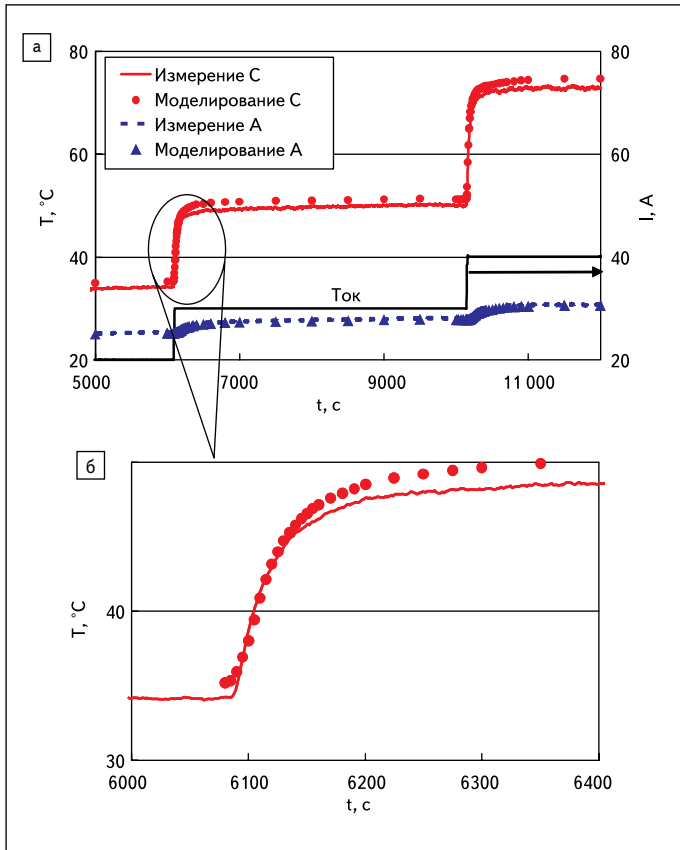 а
80
80
Измерение С
Моделирование С
Измерение А
Моделирование А
60
60
T, °C
I, A
40
40
Ток
20
20
5000
7000
9000
11 000
t, c
б
T, °C
40
30
6000
6100
6200
6300
6400
t, c